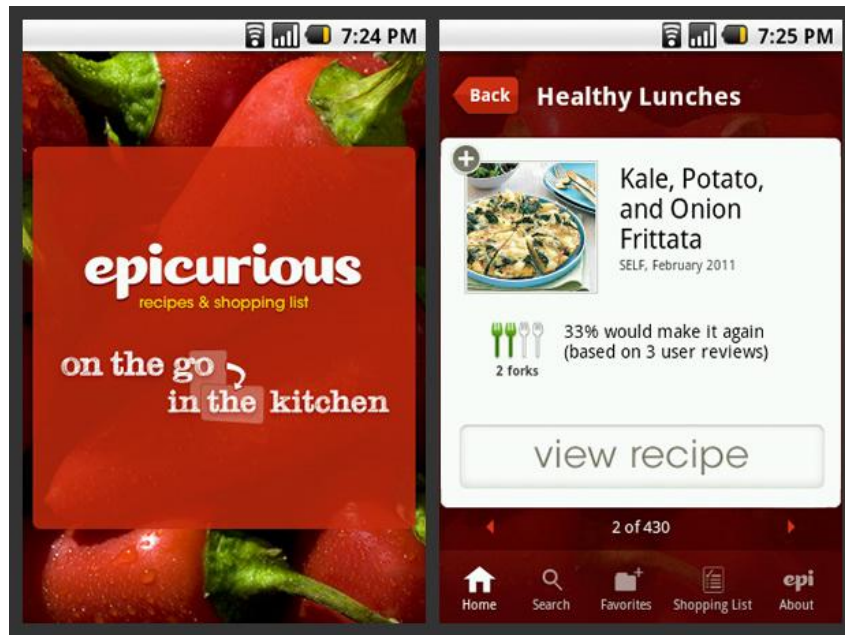 7:24 PM
epicurious
recipes & shopping list
on the go
in the kitchen
7:25 PM
Back
Healthy Lunches
Kale, Potato,
and Onion
Frittata
SELF, February 2011
33% would make it again
(based on 3 user reviews)
2 forks
view recipe
2 of 430
Home
Search
Favorites
Shopping List
epi
About